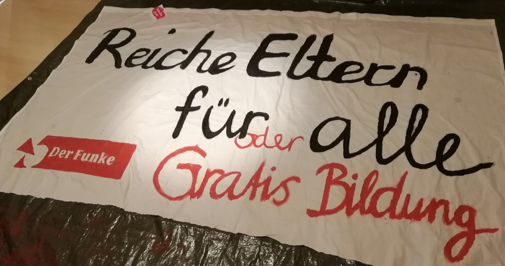 Reiche Eltern
für alle
oder
Gratis Bildung
Der Funke